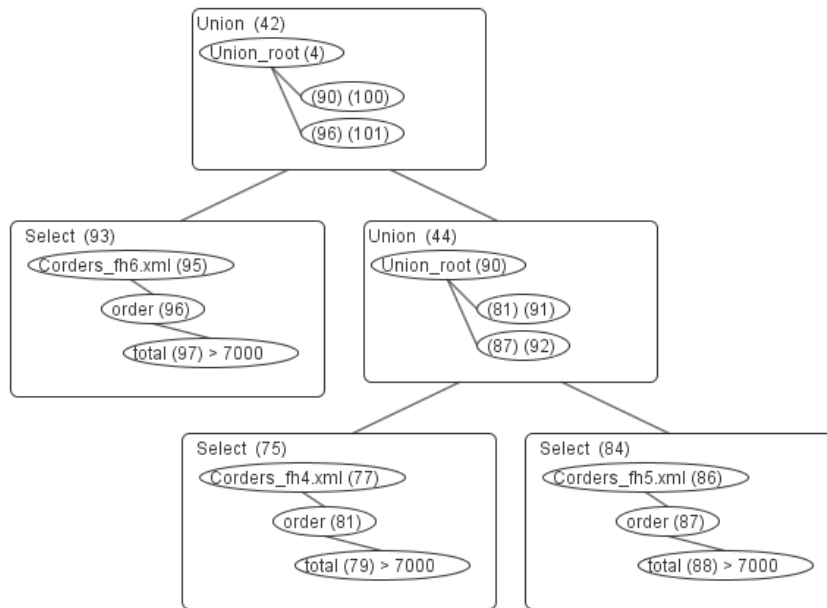 Union (42)
Union_root (4)
(90) (100)
(96) (101)
Select (93)
Corders_fh6.xml (95)
order (96)
total (97) > 7000
Union (44)
Union_root (90)
(81) (91)
(87) (92)
Select (75)
Corders_fh4.xml (77)
order (81)
total (79) > 7000
Select (84)
Corders_fh5.xml (86)
order (87)
total (88) > 7000